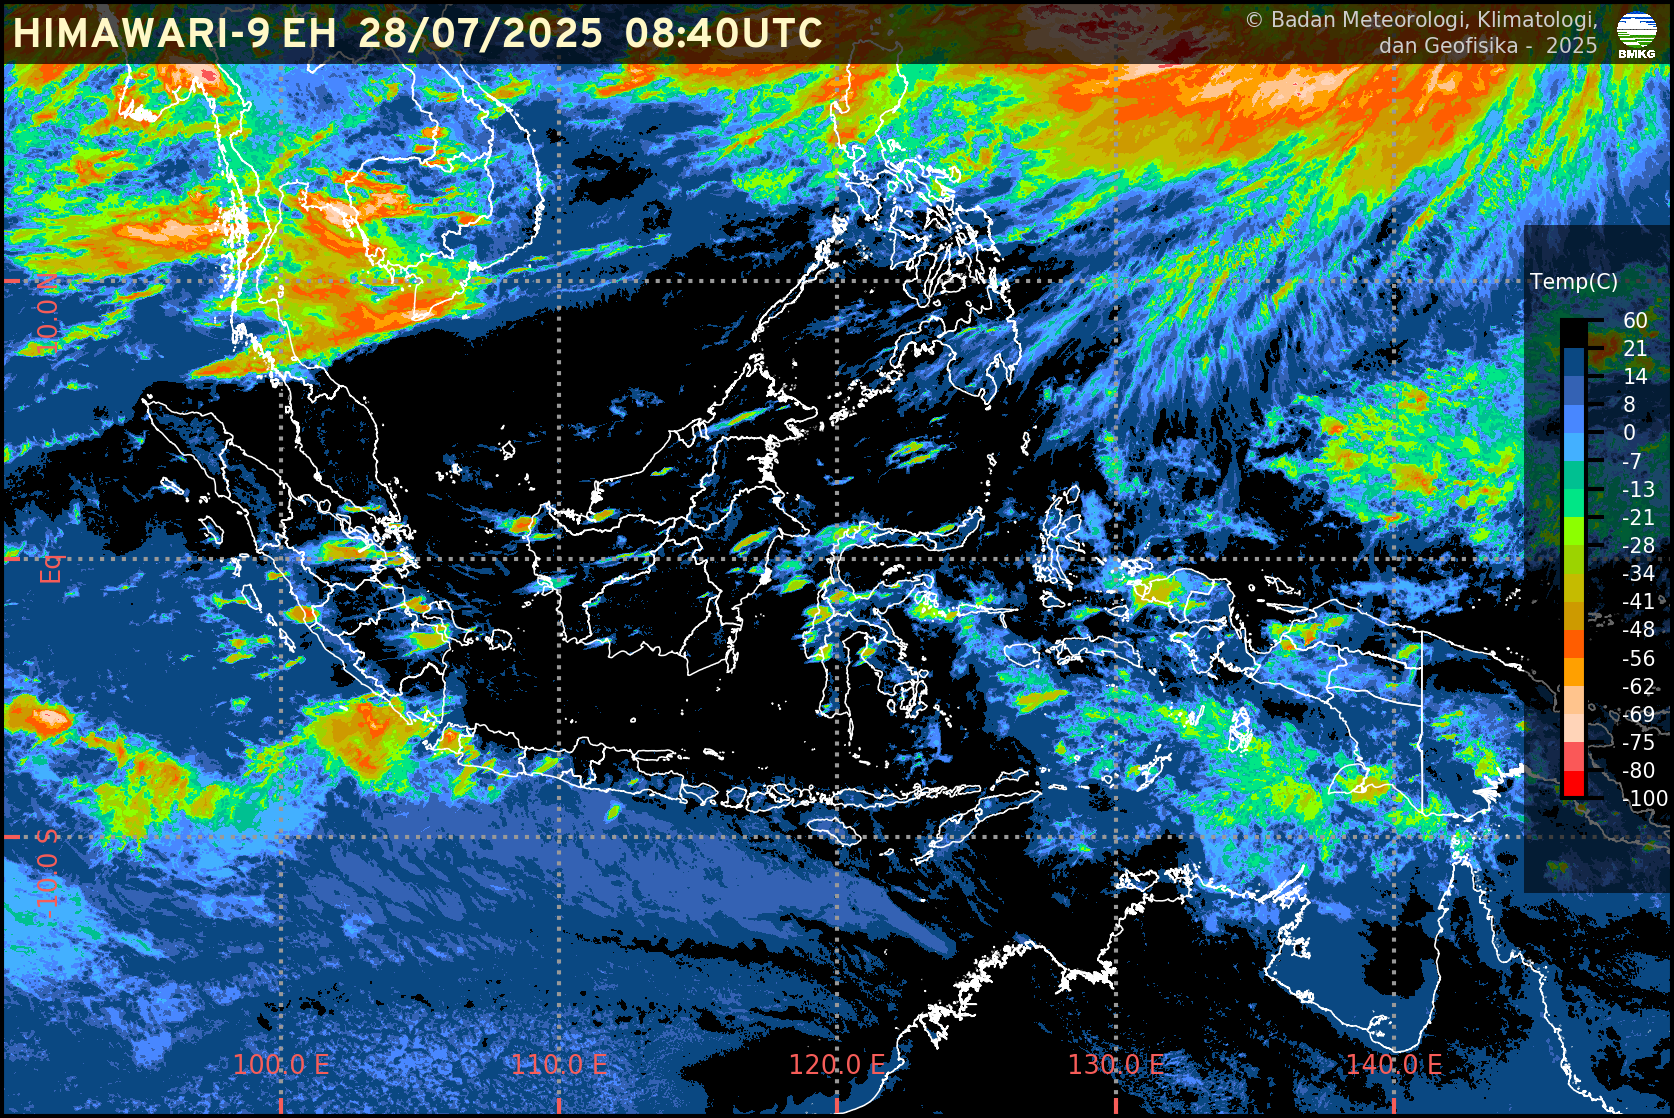 HIMAWARI-9 EH 28/07/2025 08:40UTC
© Badan Meteorologi, Klimatologi,
dan Geofisika - 2025
BMKG
Temp(C)
60
21
14
8
0
-7
-13
-21
-28
-34
-41
-48
-56
-62
-69
-75
-80
-100
10.0 N
Eq
-10.0 S
100.0 E
110.0 E
120.0 E
130.0 E
140.0 E